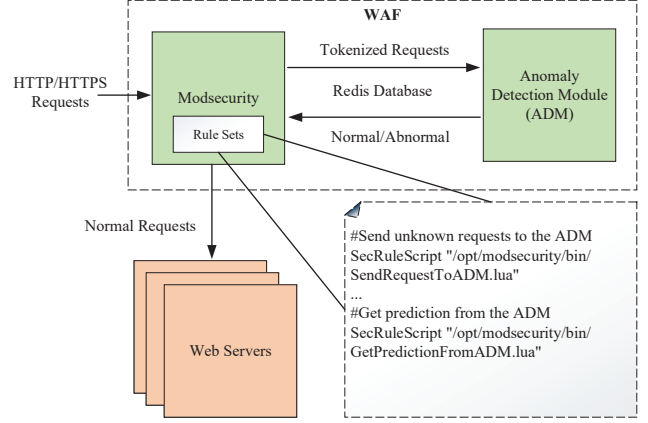 WAF
HTTP/HTTPS
Requests
Modsecurity
Rule Sets
Tokenized Requests
Redis Database
Normal/Abnormal
Anomaly
Detection Module
(ADM)
Normal Requests
Web Servers
#Send unknown requests to the ADM
SecRuleScript "/opt/modsecurity/bin/
SendRequestToADM.lua"
...
#Get prediction from the ADM
SecRuleScript "/opt/modsecurity/bin/
GetPredictionFromADM.lua"